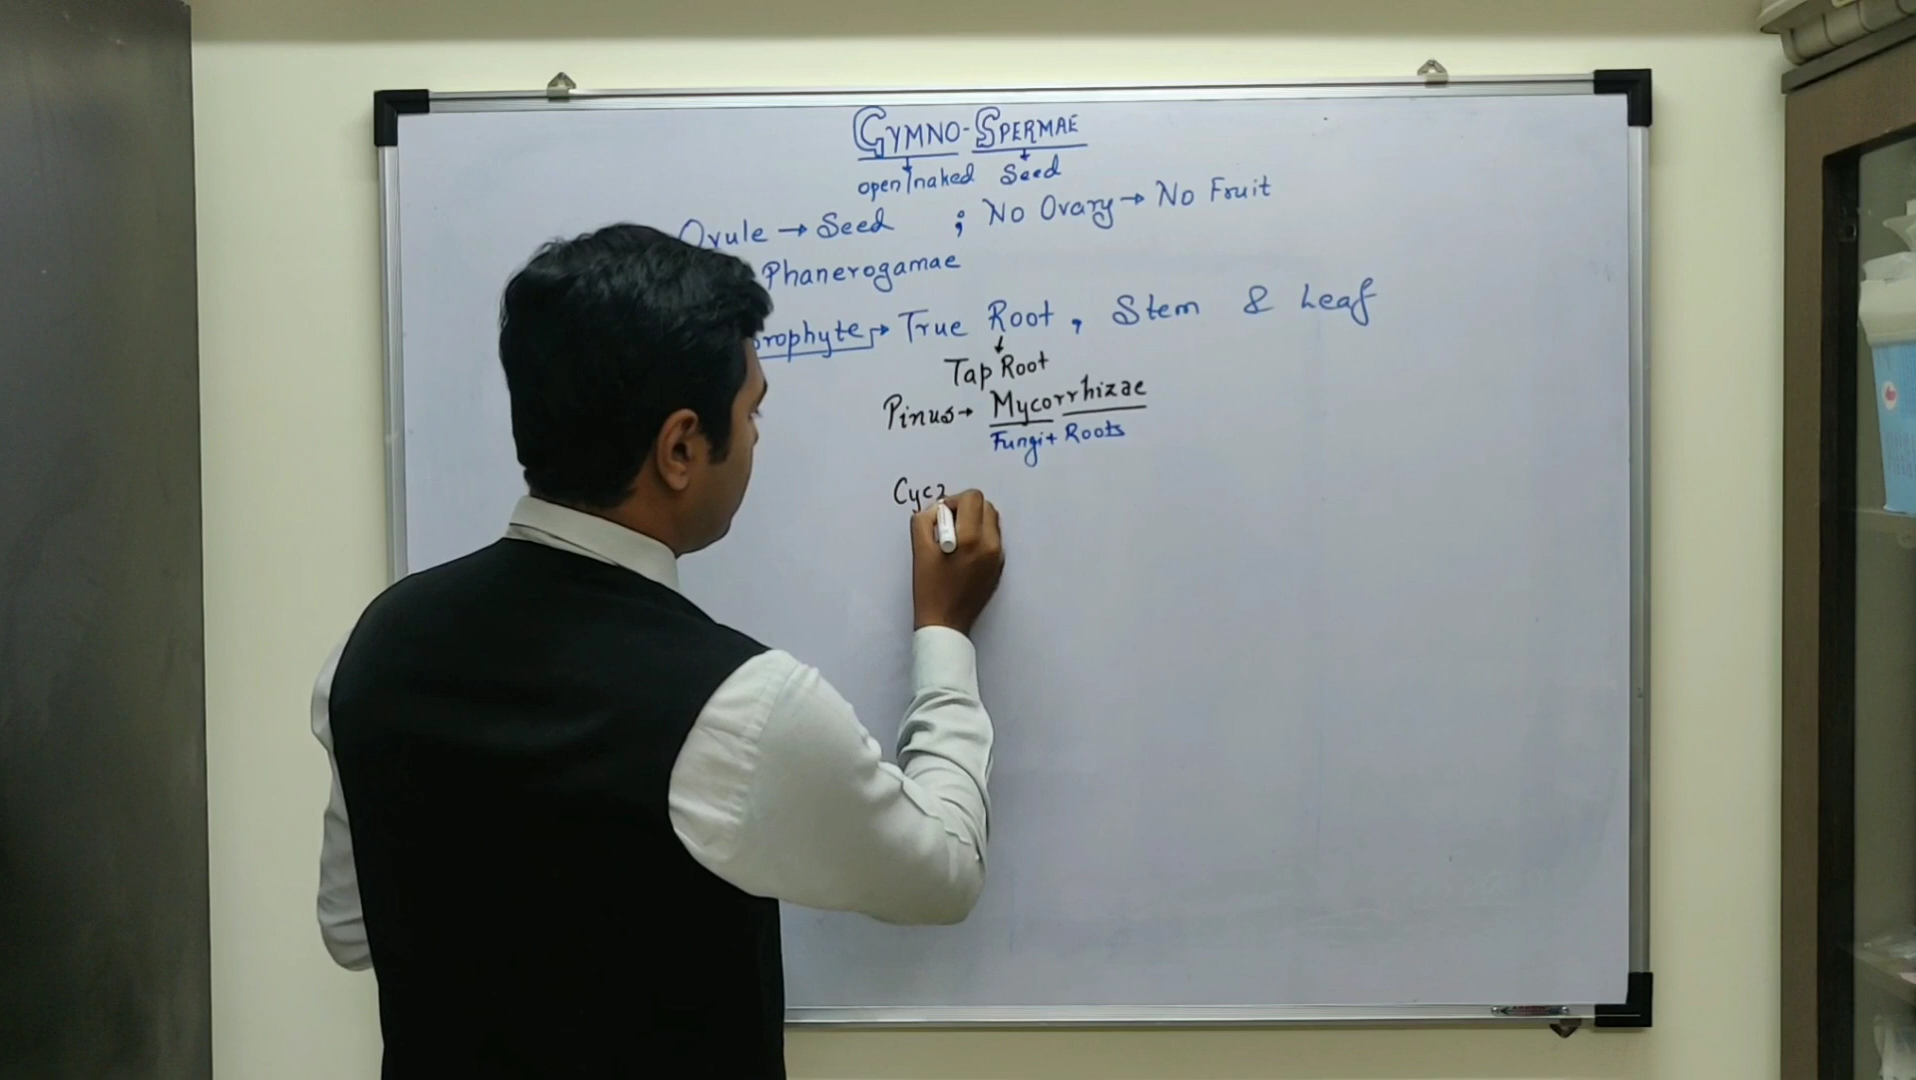 GYMNO-SPERMAE
open/naked Seed
Ovule → Seed ; No Ovary → No Fruit
Phanerogamae
rophyte → True Root, Stem & Leaf
Tap Root
Pinus → Mycorrhizae
Fungi + Roots
Cyca